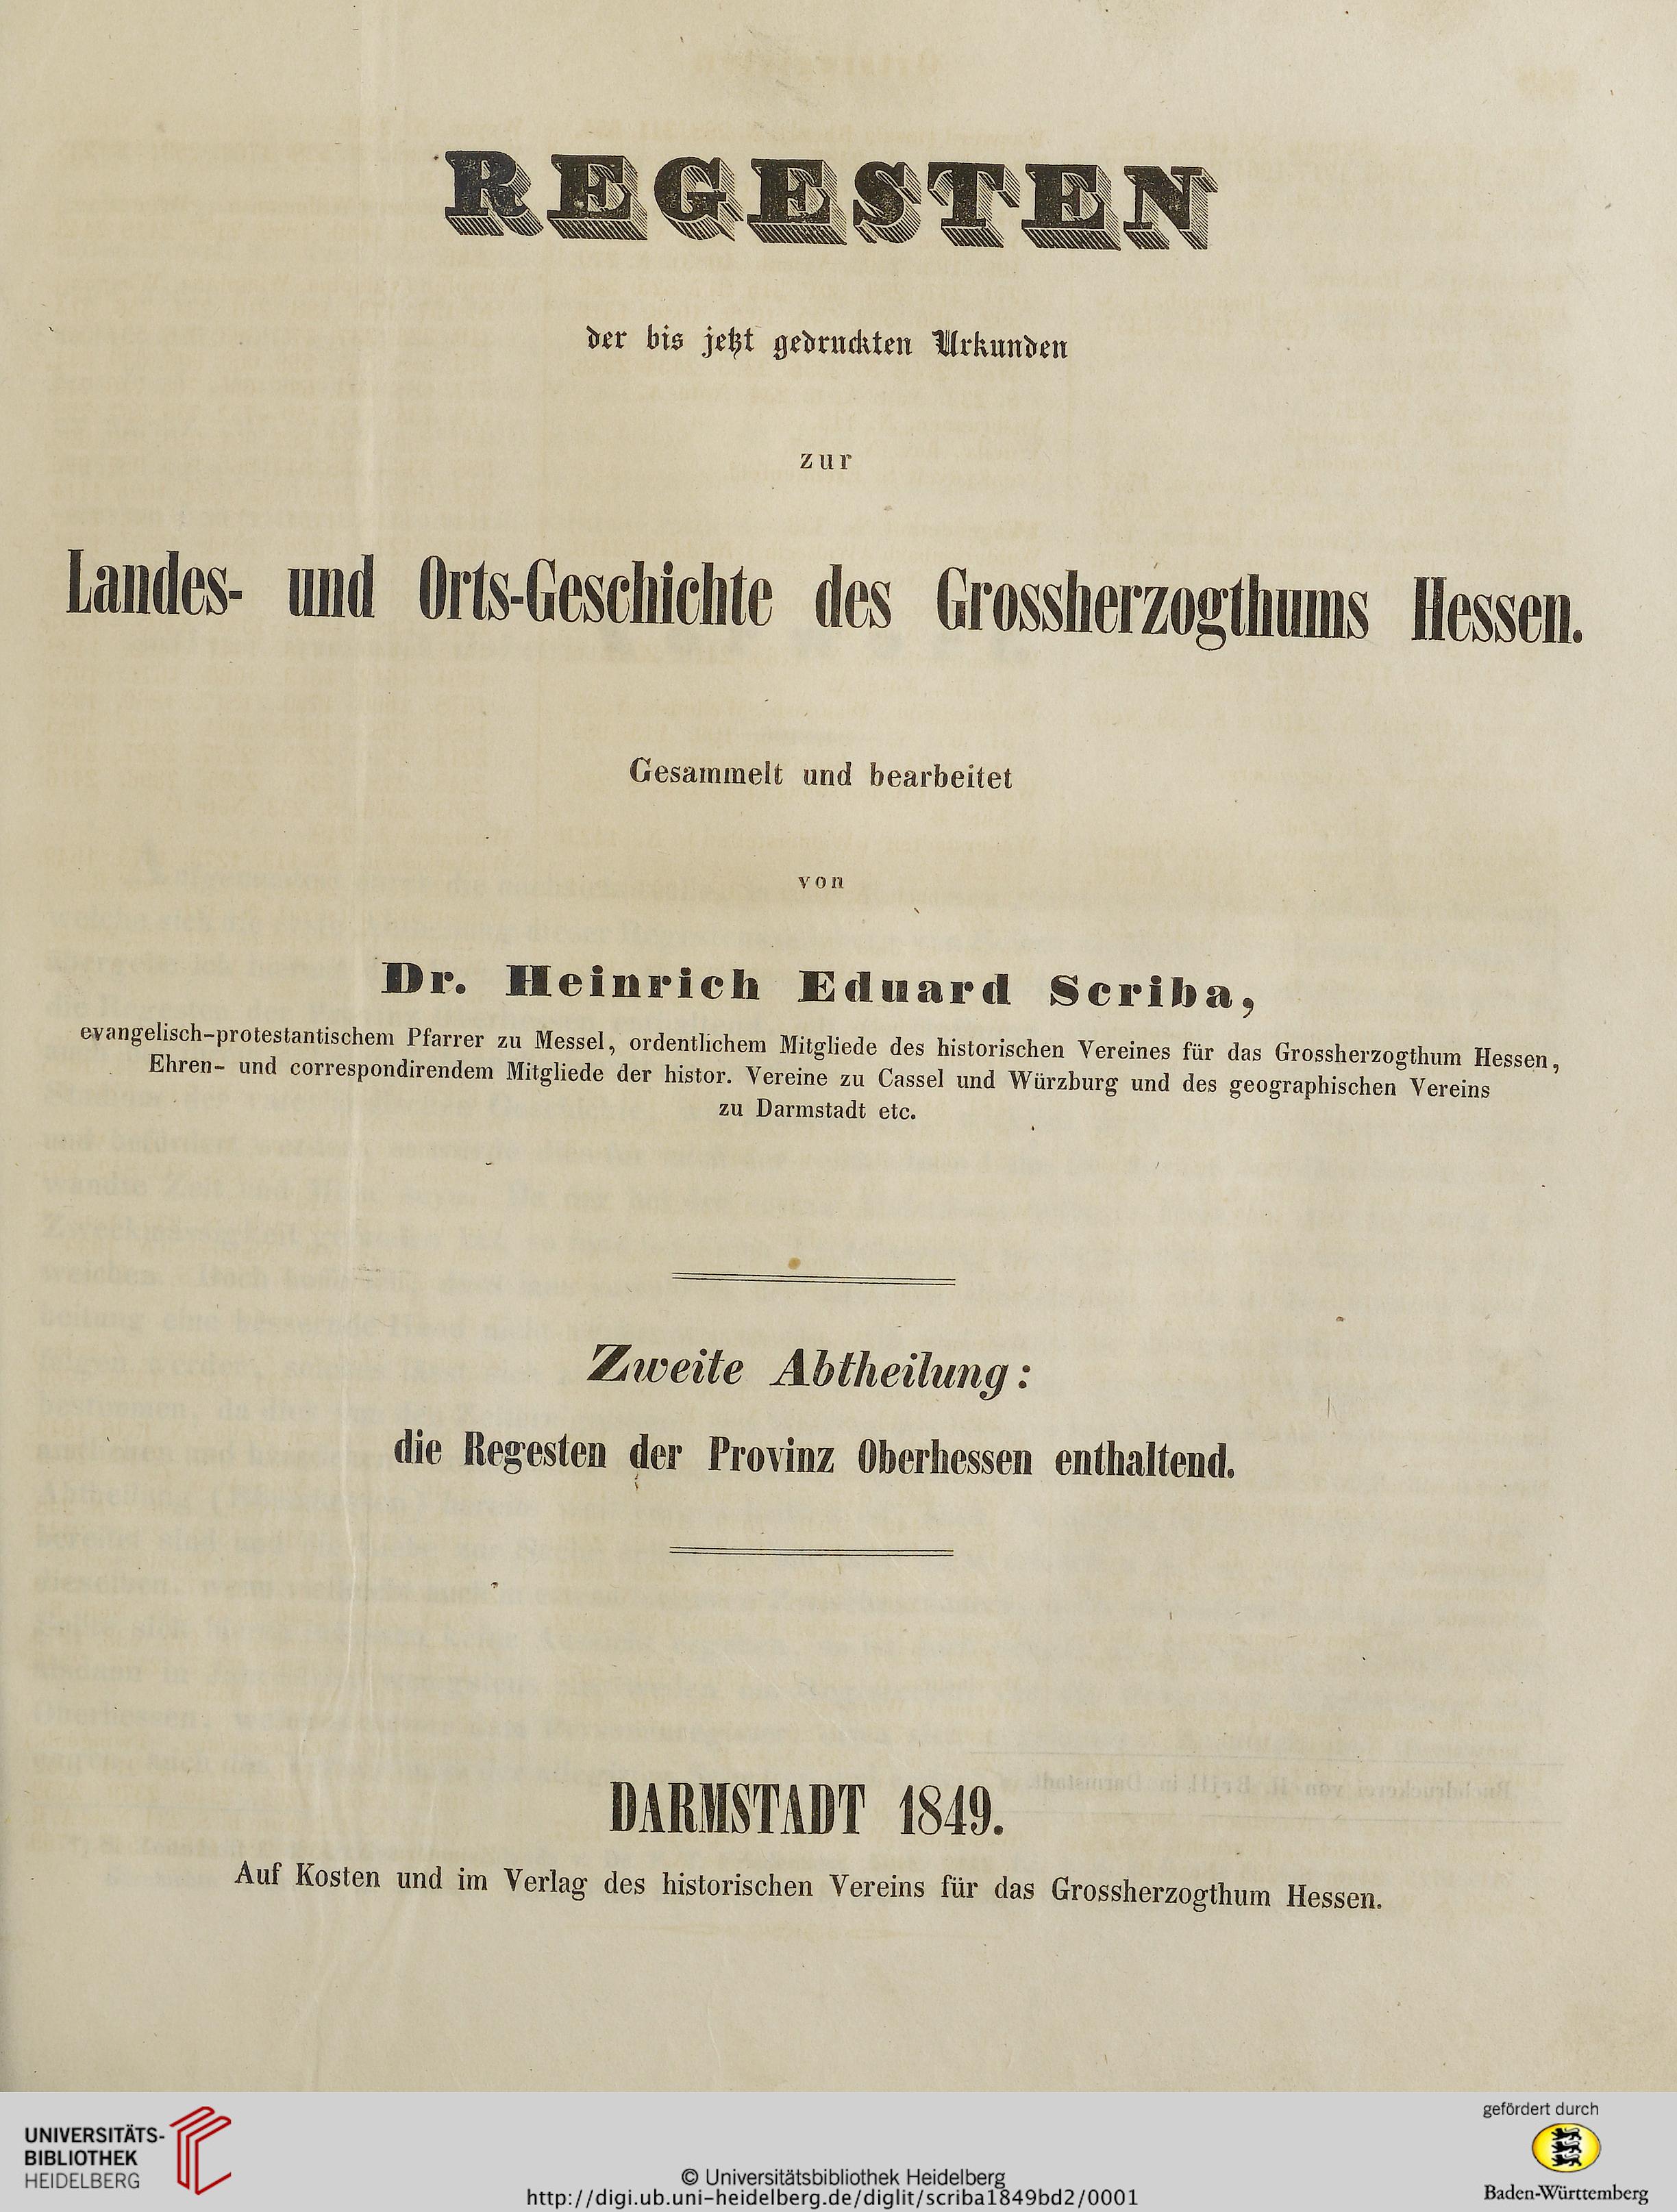 REGESTEN
der bis jetzt gedruckten Urkunden
zur
Landes- und Orts-Geschichte des Grossherzogthums Hessen.
Gesammelt und bearbeitet
von
Dr. Heinrich Eduard Scriba,
evangelisch-protestantischem Pfarrer zu Messel, ordentlichem Mitgliede des historischen Vereines für das Grossherzogthum Hessen,
Ehren- und correspondirendem Mitgliede der histor. Vereine zu Cassel und Würzburg und des geographischen Vereins
zu Darmstadt etc.
Zweite Abtheilung:
die Regesten der Provinz Oberhessen enthaltend.
DARMSTADT 1849.
Auf Kosten und im Verlag des historischen Vereins für das Grossherzogthum Hessen.
UNIVERSITÄTS-
BIBLIOTHEK
HEIDELBERG
© Universitätsbibliothek Heidelberg
http://digi.ub.uni-heidelberg.de/diglit/scriba1849bd2/0001
gefördert durch
Baden-Württemberg